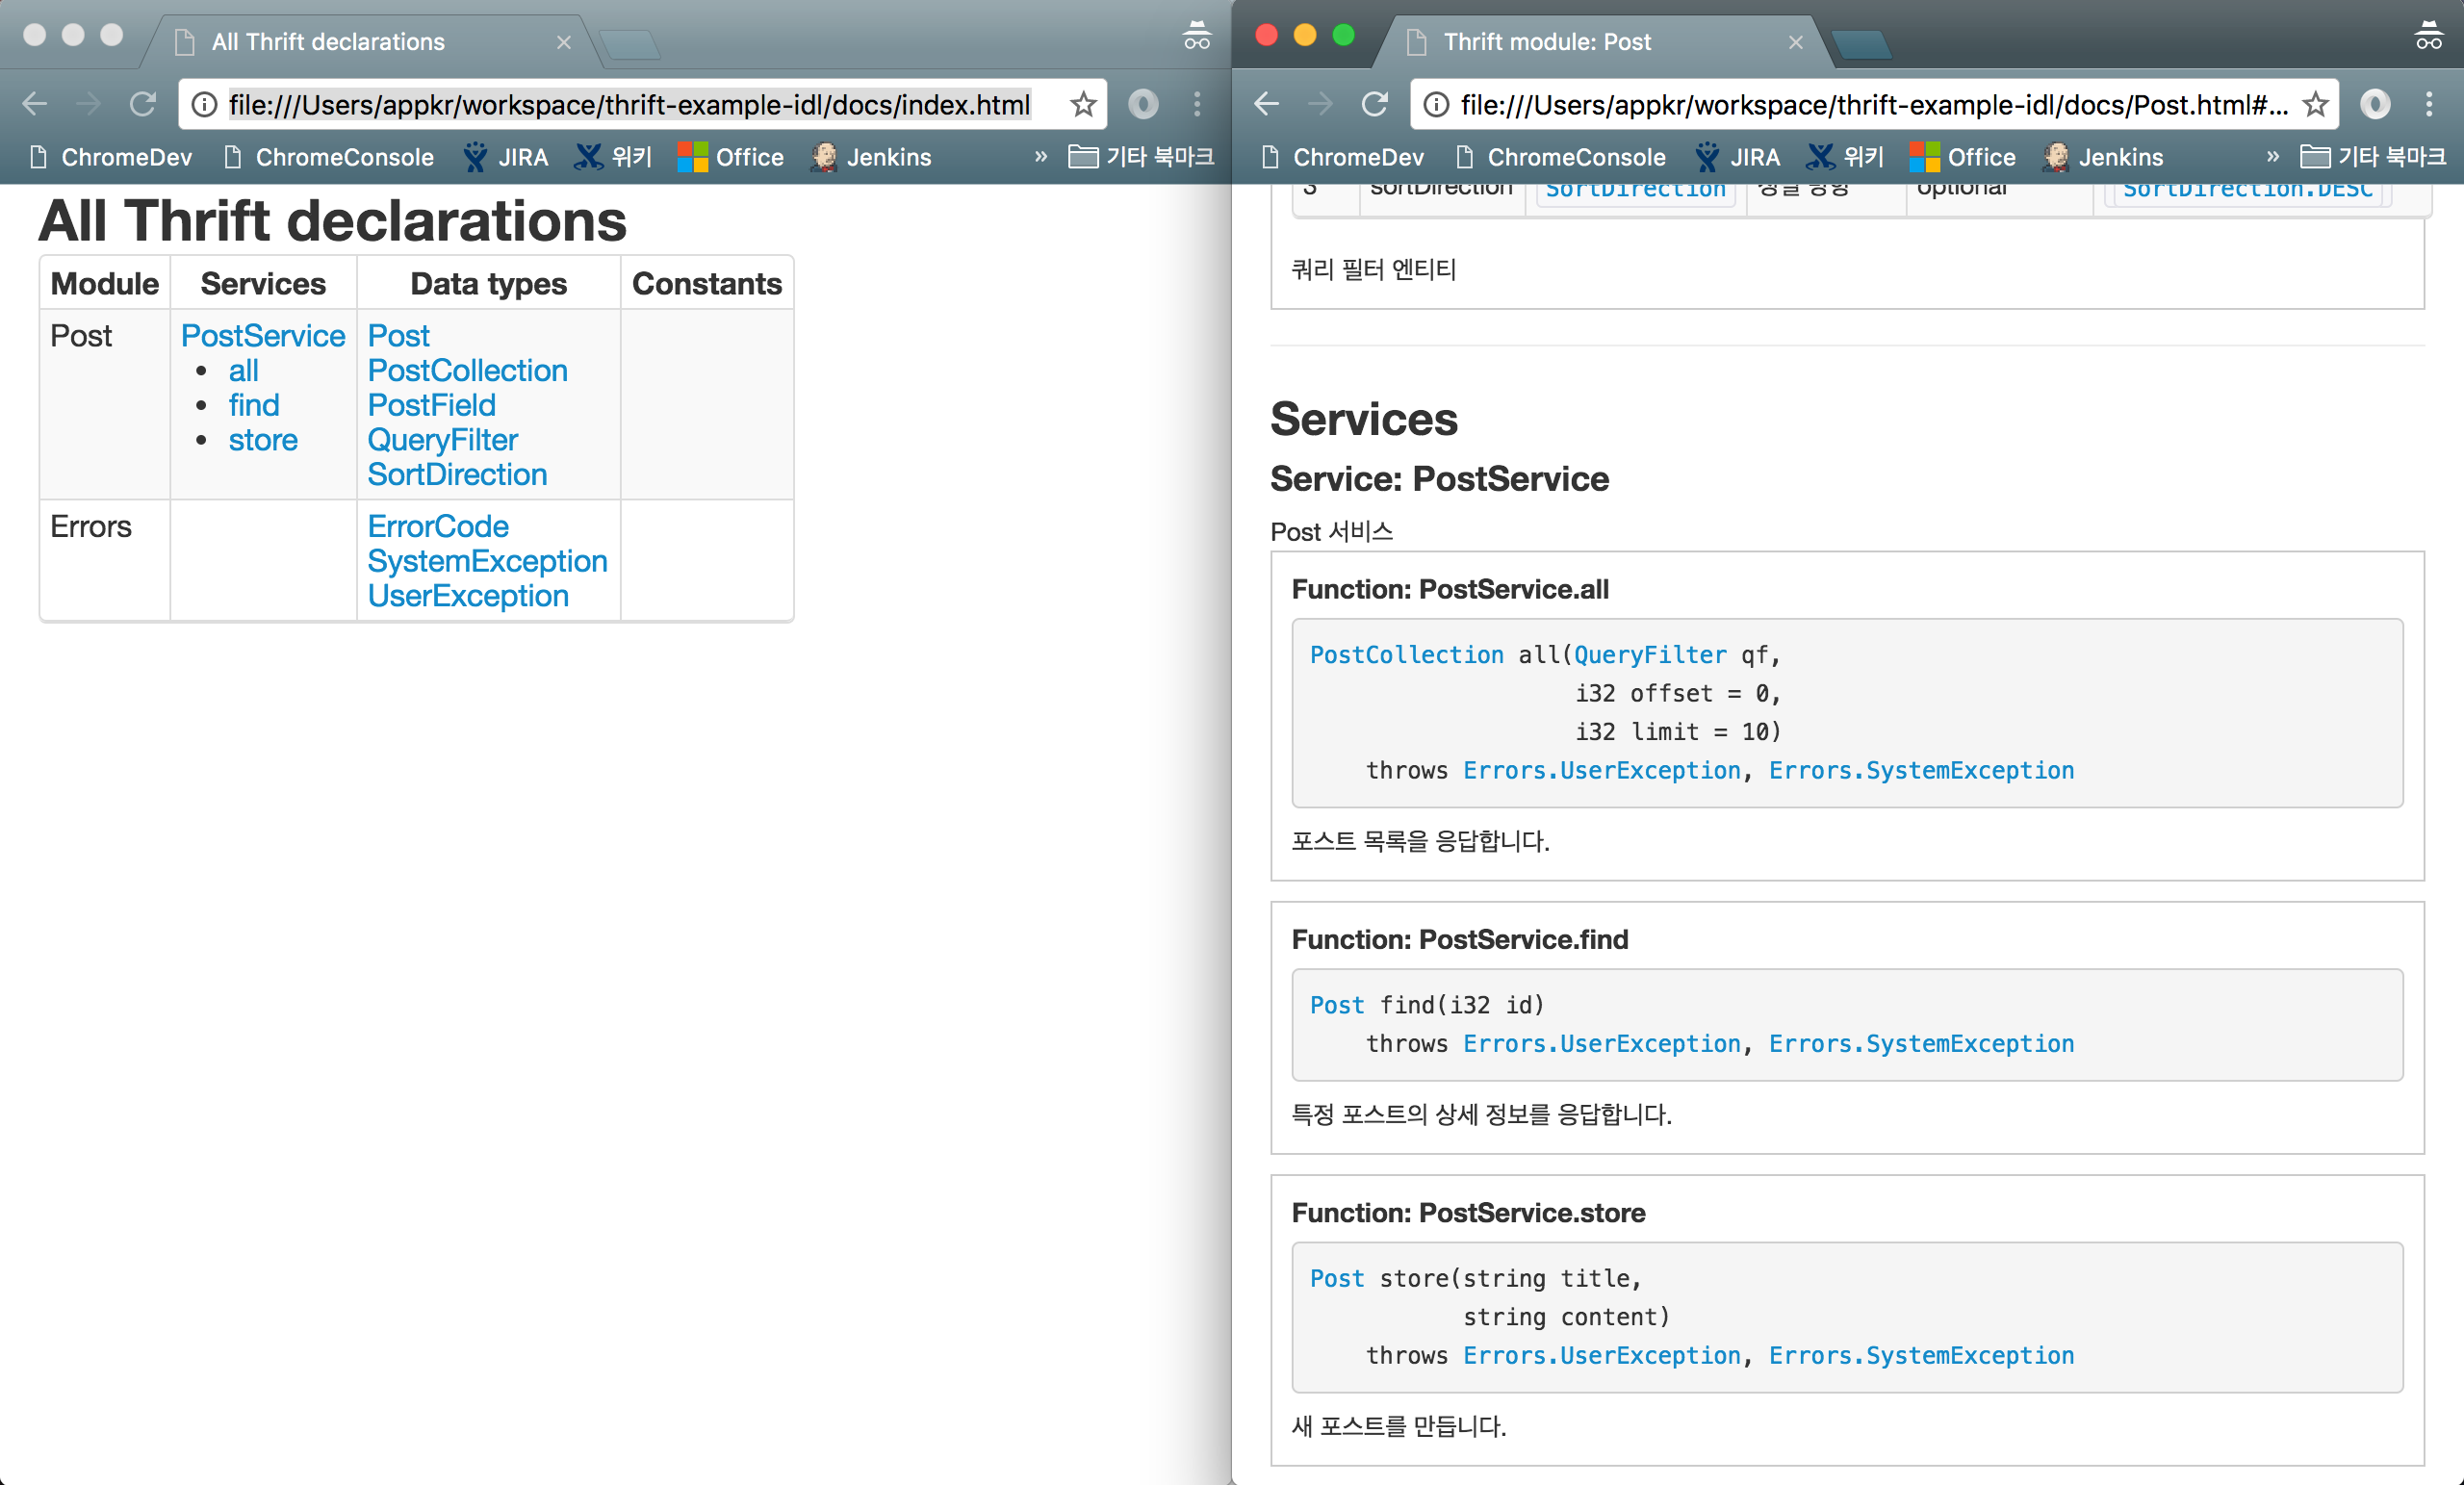 All Thrift declarations
file:///Users/appkr/workspace/thrift-example-idl/docs/index.html
ChromeDev ChromeConsole JIRA 위키 Office Jenkins » 기타 북마크
All Thrift declarations
Module Services Data types Constants
Post PostService Post
all PostCollection
find PostField
store QueryFilter
SortDirection
Errors ErrorCode
SystemException
UserException
Thrift module: Post
file:///Users/appkr/workspace/thrift-example-idl/docs/Post.html#...
ChromeDev ChromeConsole JIRA 위키 Office Jenkins » 기타 북마크
3 sortDirection SortDirection 정렬 방향 optional SortDirection.DESC
쿼리 필터 엔티티
Services
Service: PostService
Post 서비스
Function: PostService.all
PostCollection all(QueryFilter qf,
i32 offset = 0,
i32 limit = 10)
throws Errors.UserException, Errors.SystemException
포스트 목록을 응답합니다.
Function: PostService.find
Post find(i32 id)
throws Errors.UserException, Errors.SystemException
특정 포스트의 상세 정보를 응답합니다.
Function: PostService.store
Post store(string title,
string content)
throws Errors.UserException, Errors.SystemException
새 포스트를 만듭니다.